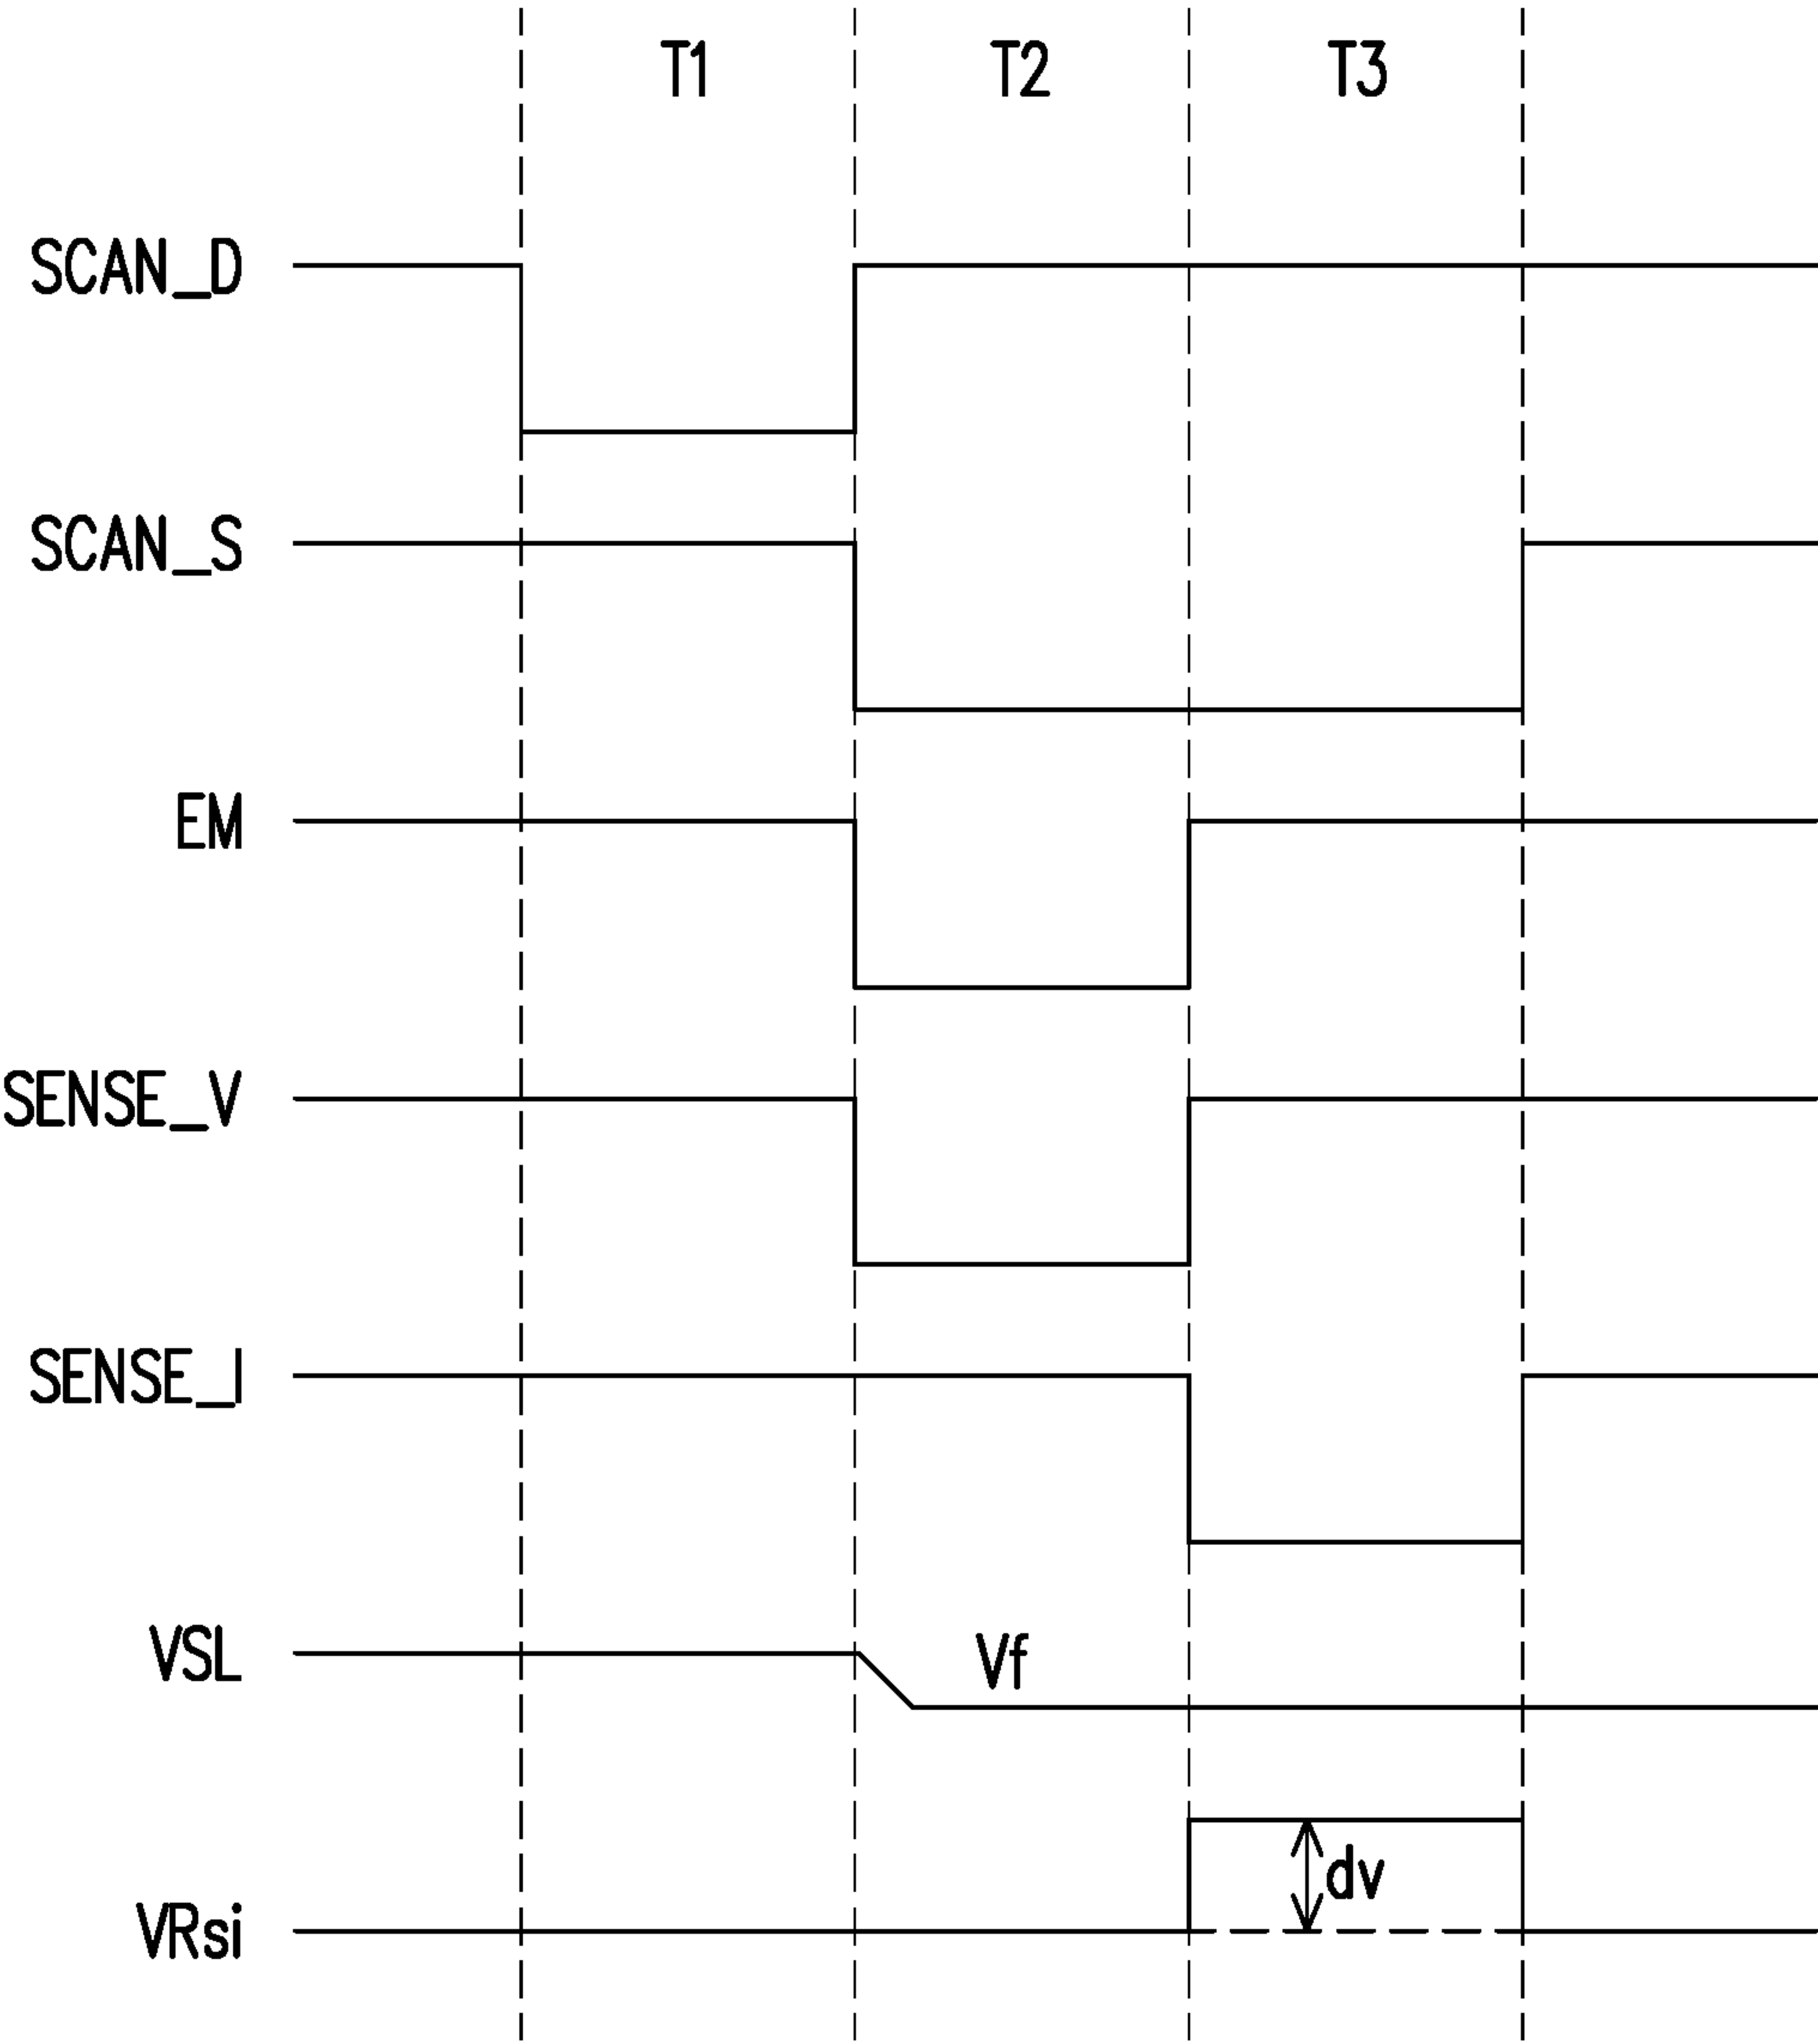 T1 T2 T3
SCAN_D
SCAN_S
EM
SENSE_V
SENSE_I
VSL Vf
dv
VRsi